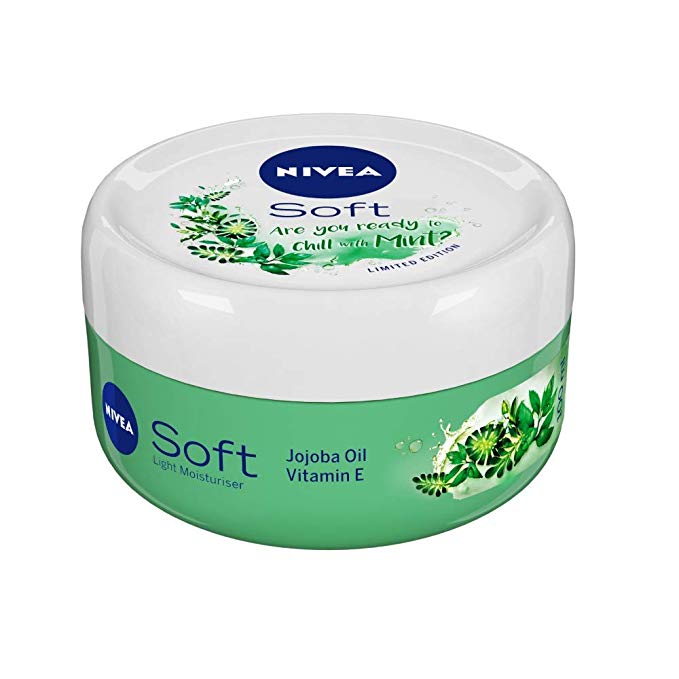 NIVEA
Soft
Are you ready to
chill with Mint?
LIMITED EDITION
NIVEA
Soft
Light Moisturiser
Jojoba Oil
Vitamin E